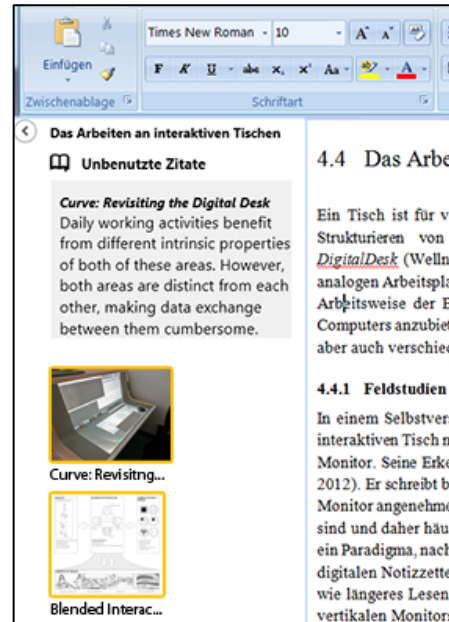 Times New Roman 10 A A
Einfügen
F K U abc x, x² Aa ab A
Zwischenablage
Schriftart
Das Arbeiten an interaktiven Tischen
Unbenutzte Zitate
Curve: Revisiting the Digital Desk
Daily working activities benefit
from different intrinsic properties
of both of these areas. However,
both areas are distinct from each
other, making data exchange
between them cumbersome.
Curve: Revisitng...
Blended Interac...
4.4 Das Arbe
Ein Tisch ist für v
Strukturieren von
DigitalDesk (Welln
analogen Arbeitspla
Arbeitsweise der E
Computers anzubiet
aber auch verschied
4.4.1 Feldstudien
In einem Selbstvers
interaktiven Tisch n
Monitor. Seine Erke
2012). Er schreibt b
Monitor angenehme
sind und daher häu
ein Paradigma, nach
digitalen Notizzette
wie längeres Lesen
vertikalen Monitors